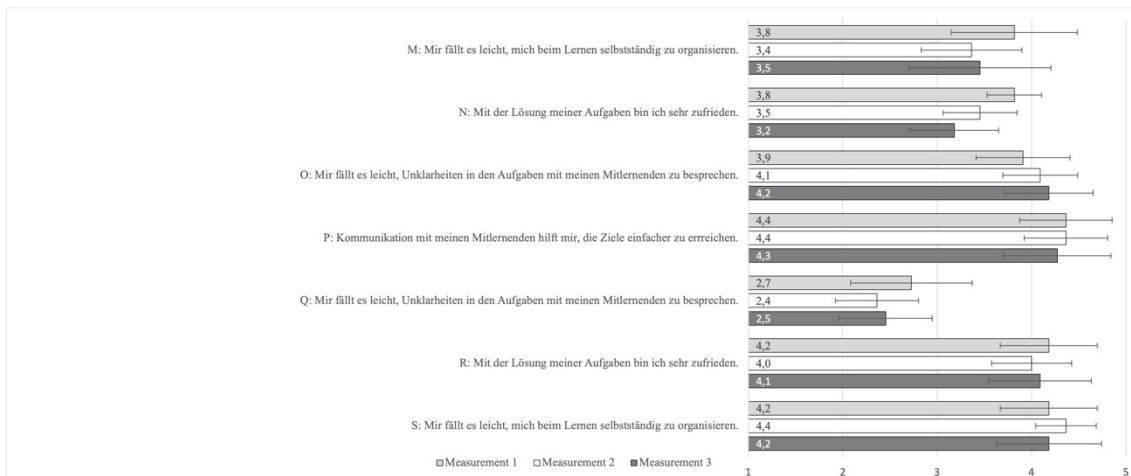 M: Mir fällt es leicht, mich beim Lernen selbstständig zu organisieren.
3,8
3,4
3,5
N: Mit der Lösung meiner Aufgaben bin ich sehr zufrieden.
3,8
3,5
3,2
O: Mir fällt es leicht, Unklarheiten in den Aufgaben mit meinen Mitlernenden zu besprechen.
3,9
4,1
4,2
P: Kommunikation mit meinen Mitlernenden hilft mir, die Ziele einfacher zu errreichen.
4,4
4,4
4,3
Q: Mir fällt es leicht, Unklarheiten in den Aufgaben mit meinen Mitlernenden zu besprechen.
2,7
2,4
2,5
R: Mit der Lösung meiner Aufgaben bin ich sehr zufrieden.
4,2
4,0
4,1
S: Mir fällt es leicht, mich beim Lernen selbstständig zu organisieren.
4,2
4,4
4,2
Measurement 1 Measurement 2 Measurement 3
1 2 3 4 5